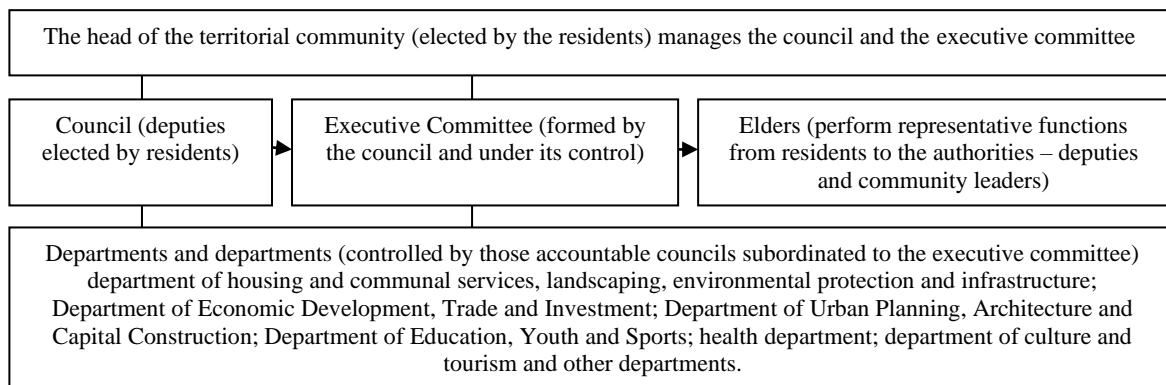 The head of the territorial community (elected by the residents) manages the council and the executive committee
Council (deputies
elected by residents)
Executive Committee (formed by
the council and under its control)
Elders (perform representative functions
from residents to the authorities – deputies
and community leaders)
Departments and departments (controlled by those accountable councils subordinated to the executive committee)
department of housing and communal services, landscaping, environmental protection and infrastructure;
Department of Economic Development, Trade and Investment; Department of Urban Planning, Architecture and
Capital Construction; Department of Education, Youth and Sports; health department; department of culture and
tourism and other departments.